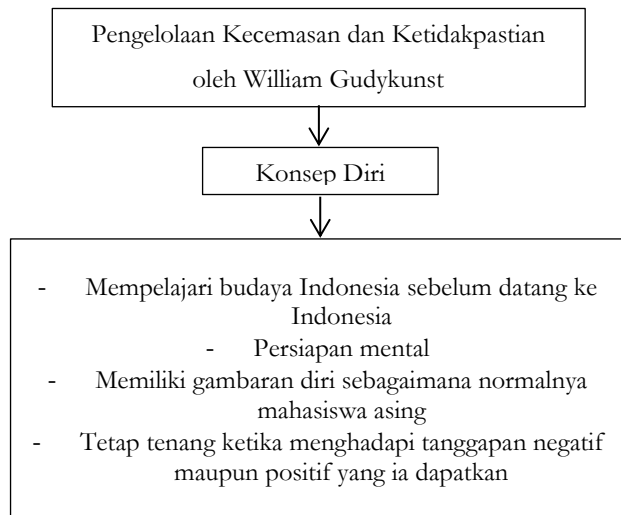 Pengelolaan Kecemasan dan Ketidakpastian
oleh William Gudykunst
Konsep Diri
- Mempelajari budaya Indonesia sebelum datang ke
Indonesia
- Persiapan mental
- Memiliki gambaran diri sebagaimana normalnya
mahasiswa asing
- Tetap tenang ketika menghadapi tanggapan negatif
maupun positif yang ia dapatkan